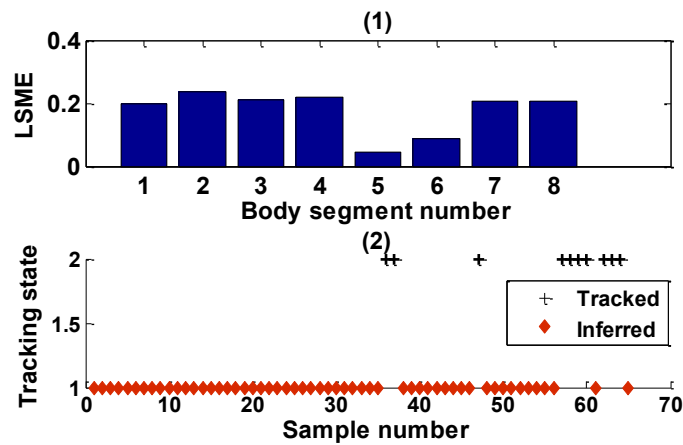 (1)
0.4
0.2
0
LSME
1 2 3 4 5 6 7 8
Body segment number
(2)
2
1.5
1
Tracking state
Tracked
Inferred
0 10 20 30 40 50 60 70
Sample number